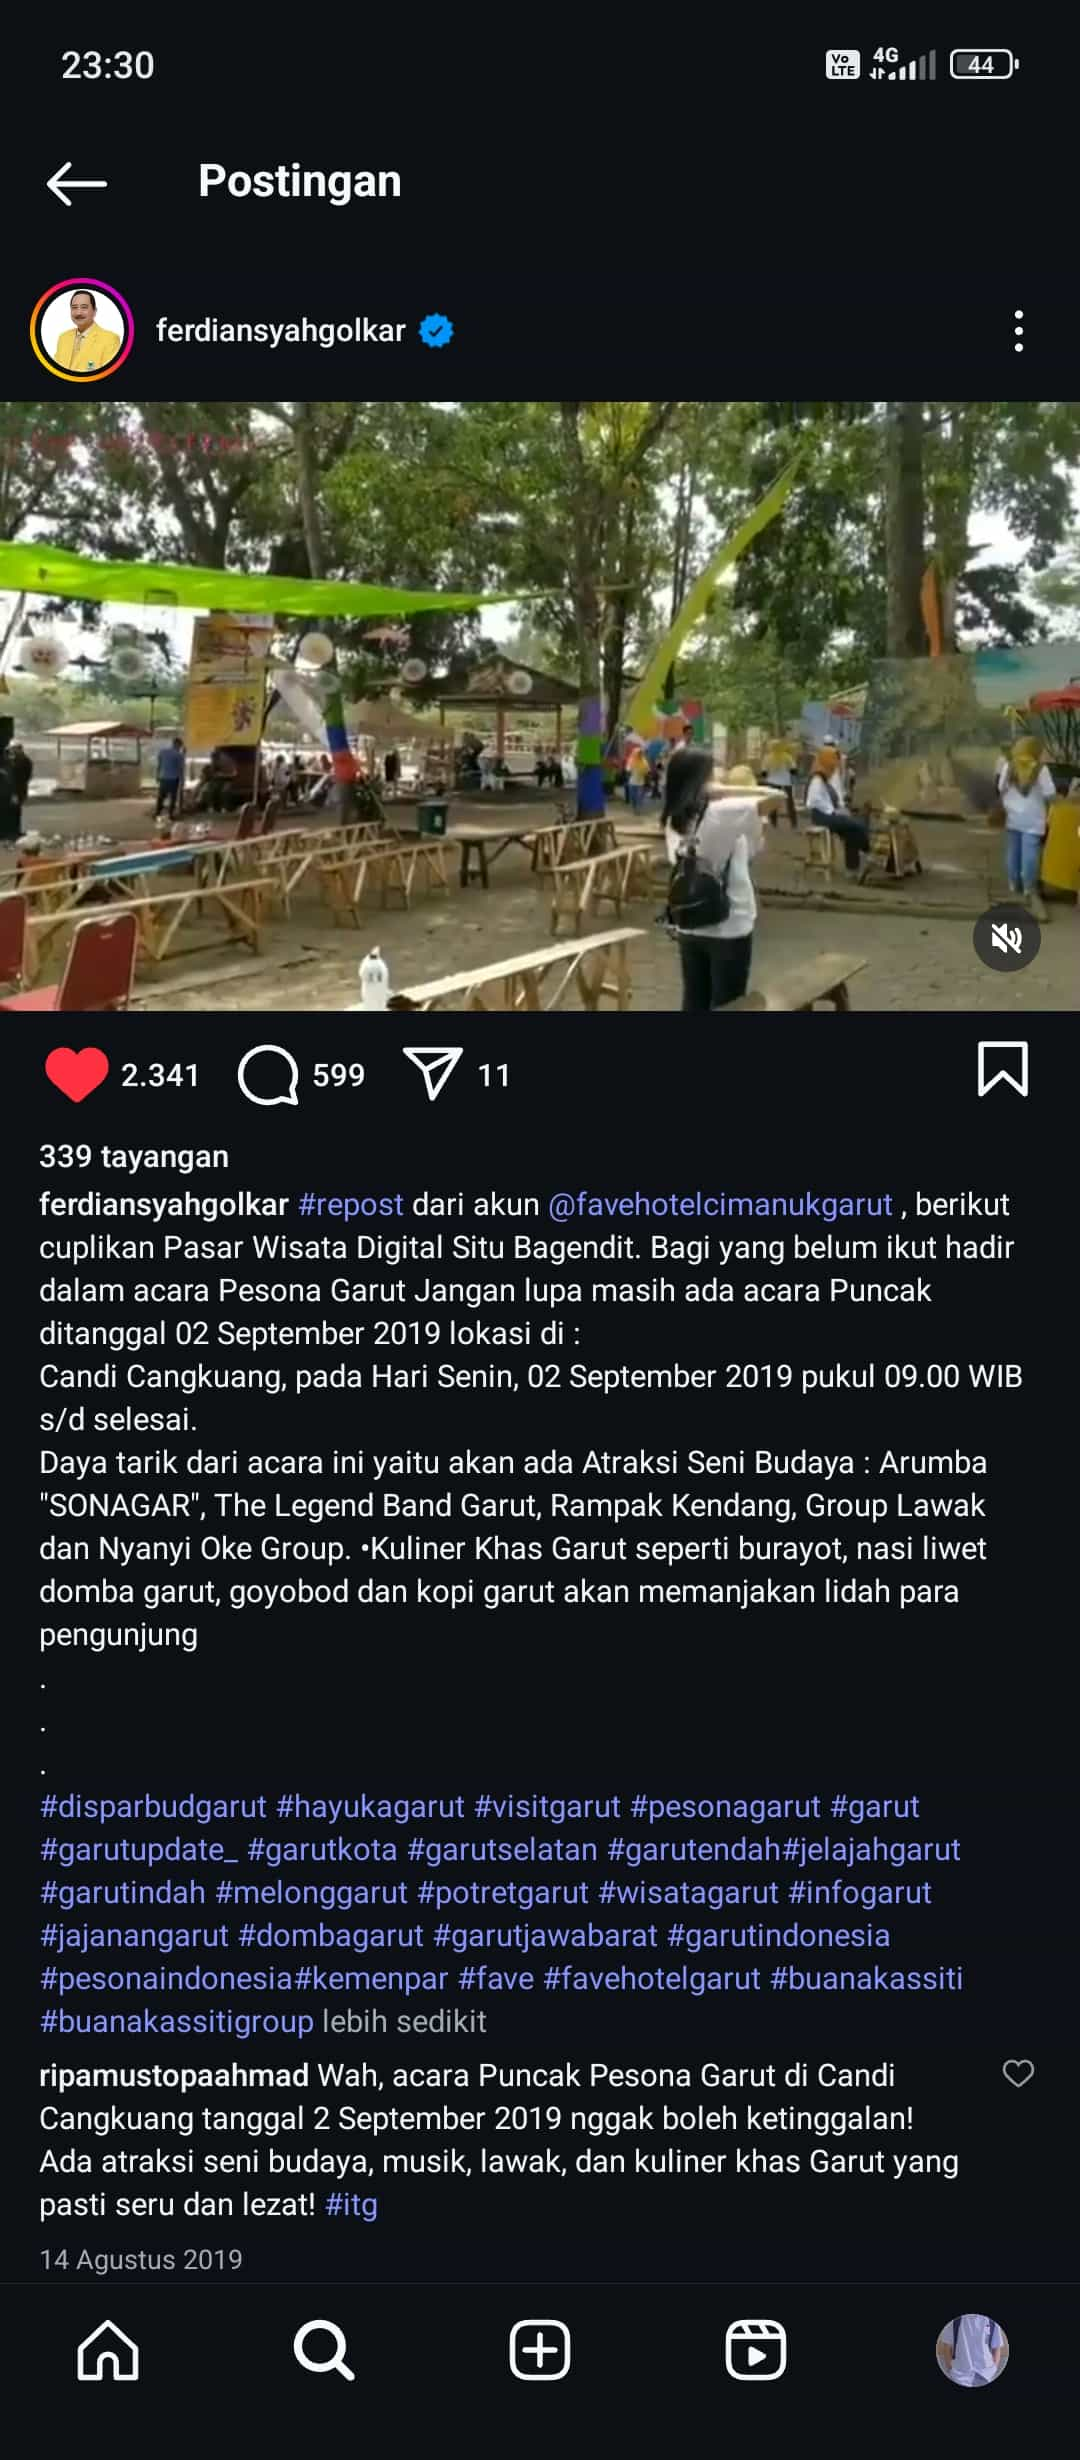 23:30
Vo LTE 4G 44
Postingan
ferdiansyahgolkar
2.341 599 11
339 tayangan
ferdiansyahgolkar #repost dari akun @favehotelcimanukgarut , berikut
cuplikan Pasar Wisata Digital Situ Bagendit. Bagi yang belum ikut hadir
dalam acara Pesona Garut Jangan lupa masih ada acara Puncak
ditanggal 02 September 2019 lokasi di :
Candi Cangkuang, pada Hari Senin, 02 September 2019 pukul 09.00 WIB
s/d selesai.
Daya tarik dari acara ini yaitu akan ada Atraksi Seni Budaya : Arumba
"SONAGAR", The Legend Band Garut, Rampak Kendang, Group Lawak
dan Nyanyi Oke Group. •Kuliner Khas Garut seperti burayot, nasi liwet
domba garut, goyobod dan kopi garut akan memanjakan lidah para
pengunjung
.
.
.
#disparbudgarut #hayukagarut #visitgarut #pesonagarut #garut
#garutupdate_ #garutkota #garutselatan #garutendah#jelajahgarut
#garutindah #melonggarut #potretgarut #wisatagarut #infogarut
#jajanangarut #dombagarut #garutjawabarat #garutindonesia
#pesonaindonesia#kemenpar #fave #favehotelgarut #buanakassiti
#buanakassitigroup lebih sedikit
ripamustopaahmad Wah, acara Puncak Pesona Garut di Candi
Cangkuang tanggal 2 September 2019 nggak boleh ketinggalan!
Ada atraksi seni budaya, musik, lawak, dan kuliner khas Garut yang
pasti seru dan lezat! #itg
14 Agustus 2019